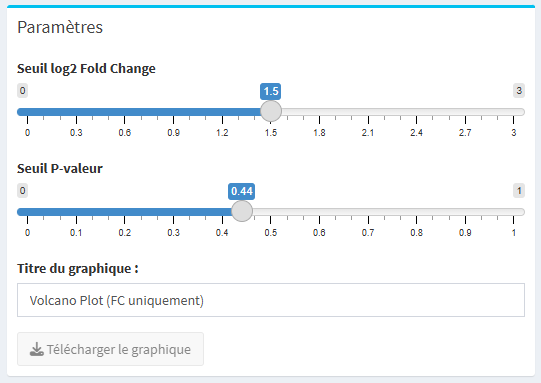 Paramètres
Seuil log2 Fold Change
0 1.5 3
0 0.3 0.6 0.9 1.2 1.5 1.8 2.1 2.4 2.7 3
Seuil P-valeur
0 0.44 1
0 0.1 0.2 0.3 0.4 0.5 0.6 0.7 0.8 0.9 1
Titre du graphique :
Volcano Plot (FC uniquement)
Télécharger le graphique